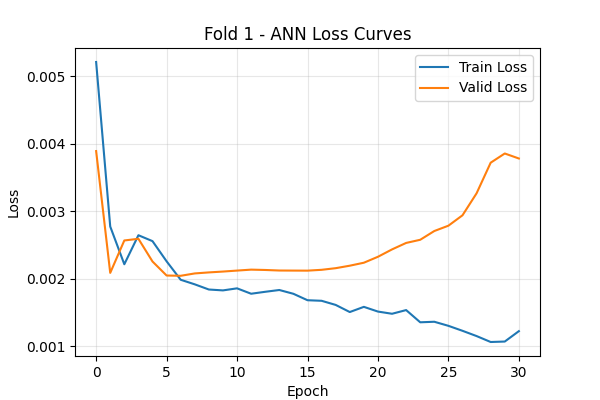 Fold 1 - ANN Loss Curves
Train Loss
Valid Loss
Loss
0.005
0.004
0.003
0.002
0.001
0 5 10 15 20 25 30
Epoch